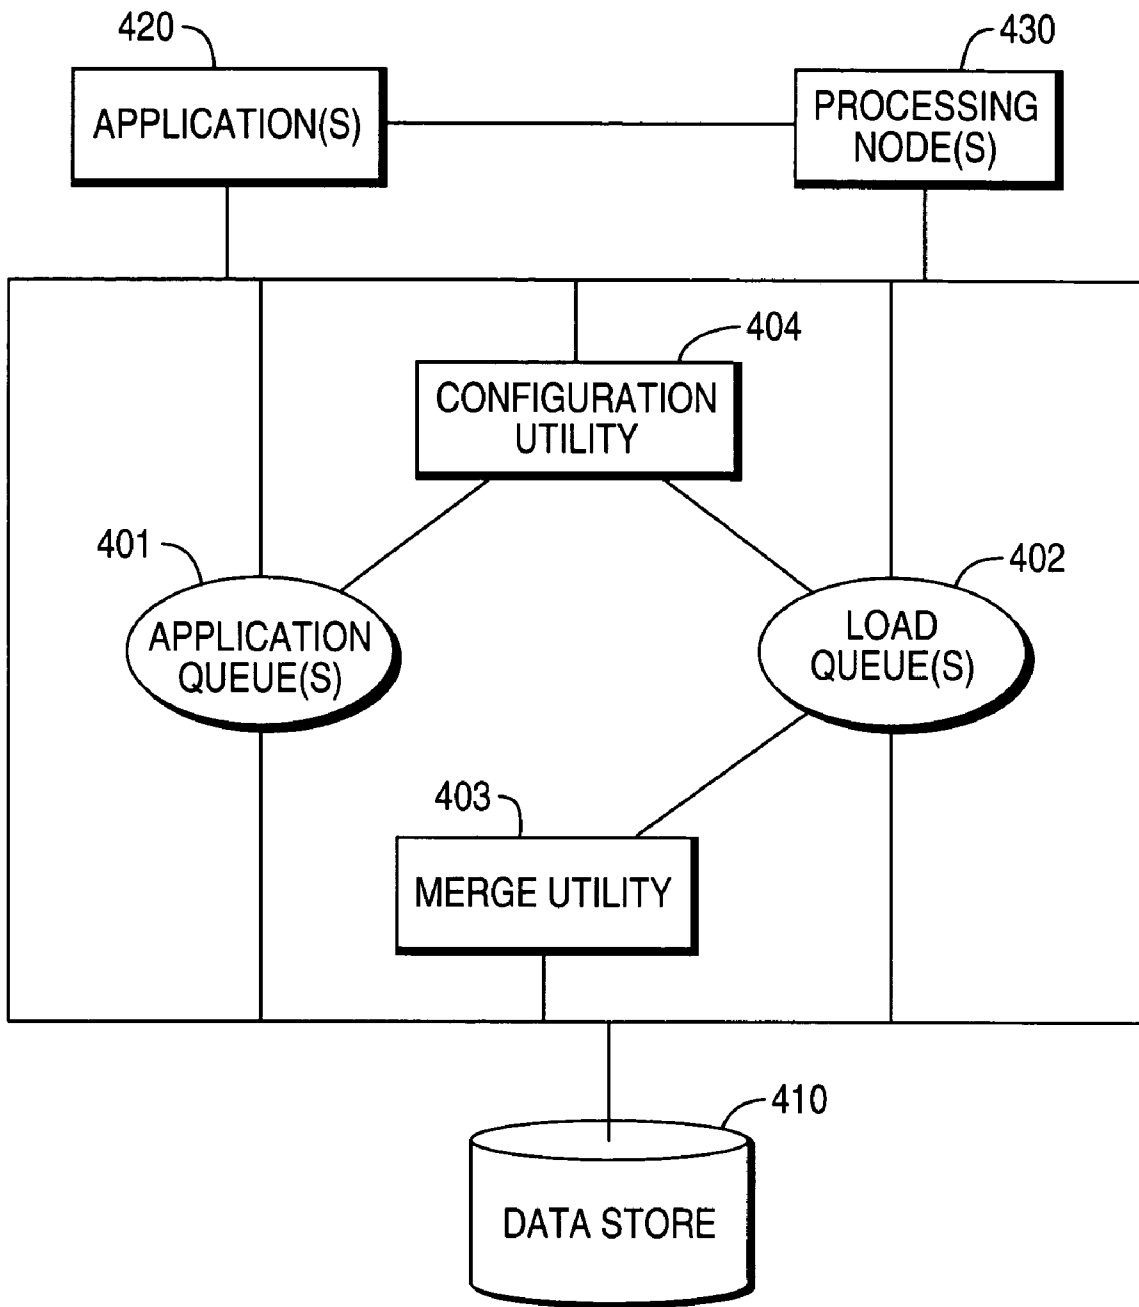 420
430
APPLICATION(S)
PROCESSING
NODE(S)
404
CONFIGURATION
UTILITY
401
402
APPLICATION
QUEUE(S)
LOAD
QUEUE(S)
403
MERGE UTILITY
410
DATA STORE